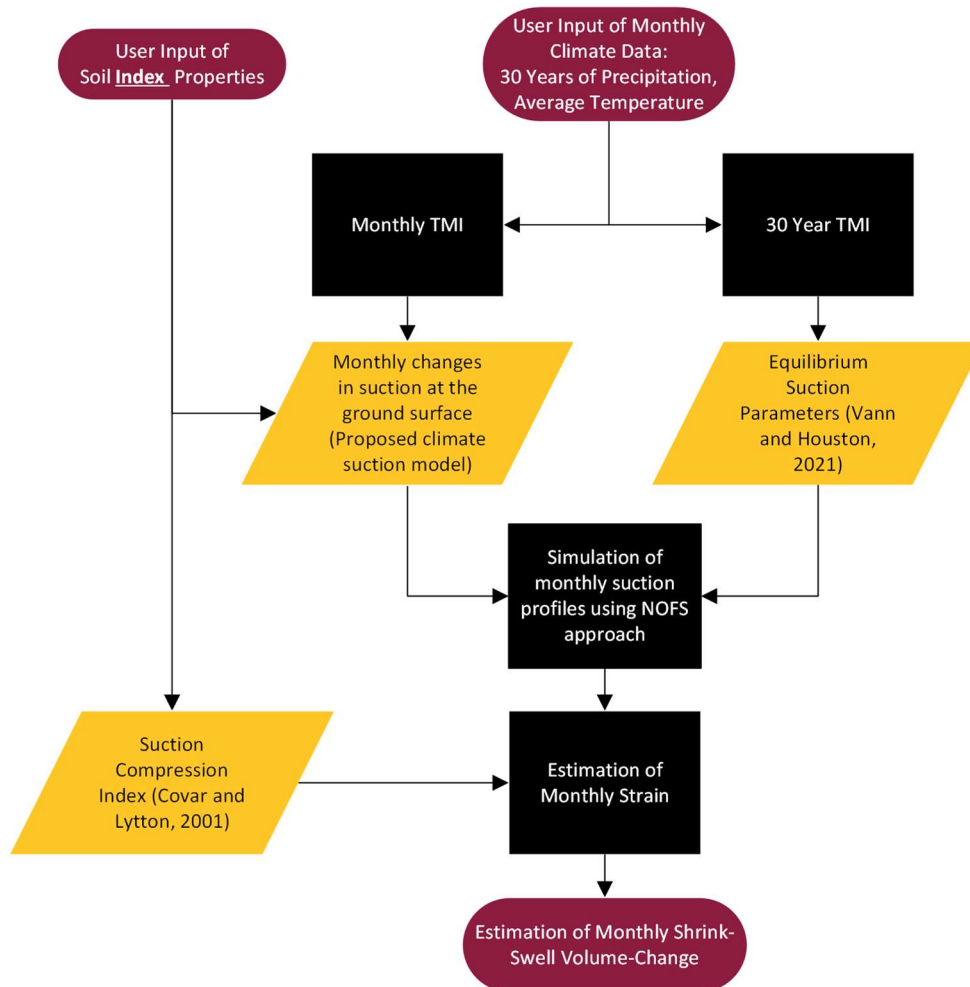 User Input of
Soil Index Properties
User Input of Monthly
Climate Data:
30 Years of Precipitation,
Average Temperature
Monthly TMI
30 Year TMI
Monthly changes
in suction at the
ground surface
(Proposed climate
suction model)
Equilibrium
Suction
Parameters (Vann
and Houston,
2021)
Simulation of
monthly suction
profiles using NOFS
approach
Suction
Compression
Index (Covar and
Lytton, 2001)
Estimation of
Monthly Strain
Estimation of Monthly Shrink-
Swell Volume-Change